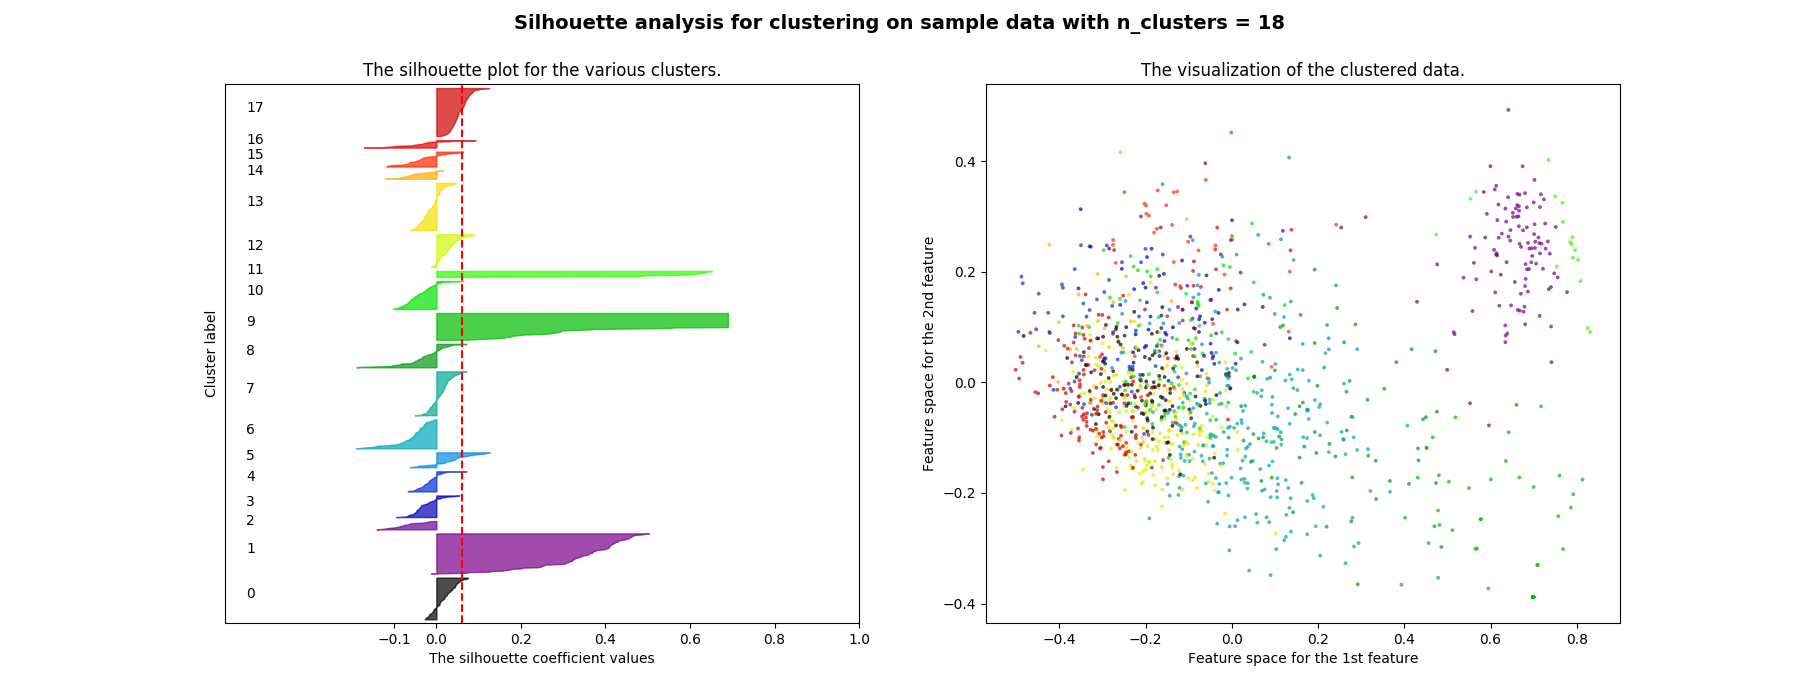 Silhouette analysis for clustering on sample data with n_clusters = 18
The silhouette plot for the various clusters.
17
16
15
14
13
12
11
10
9
8
7
6
5
4
3
2
1
0
Cluster label
−0.1 0.0 0.2 0.4 0.6 0.8 1.0
The silhouette coefficient values
The visualization of the clustered data.
0.4
0.2
0.0
−0.2
−0.4
Feature space for the 2nd feature
−0.4 −0.2 0.0 0.2 0.4 0.6 0.8
Feature space for the 1st feature